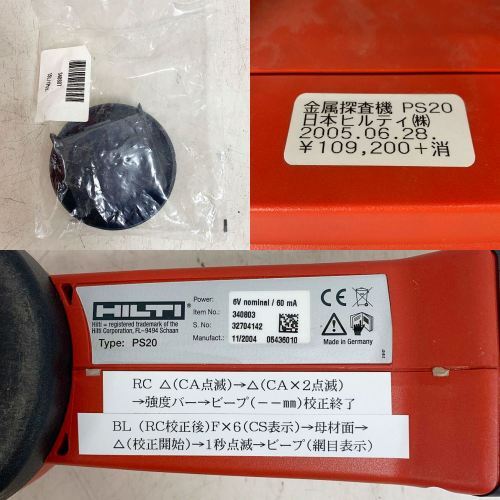 340807
金属探査機 PS20
日本ヒルティ㈱
2005.06.28.
¥109,200+消
HILTI®
Hilti = registered trademark of the
Hilti Corporation, FL-9494 Schaan
Type: PS20
Power: 6V nominal / 60 mA
Item No.: 340803
S. No: 32704142
Manufact.: 11/2004 05436010
Made in Germany
RC △(CA点滅)→△(CA×2点滅)
→強度バー→ビープ(－－mm)校正終了
BL (RC校正後)F×6(CS表示)→母材面→
△(校正開始)→1秒点滅→ビープ(網目表示)